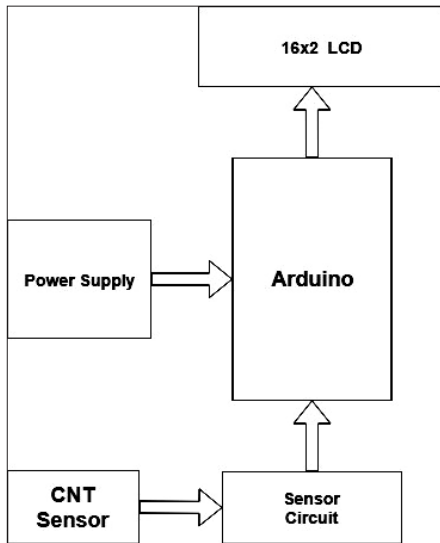 16x2 LCD
Power Supply
Arduino
CNT
Sensor
Sensor
Circuit